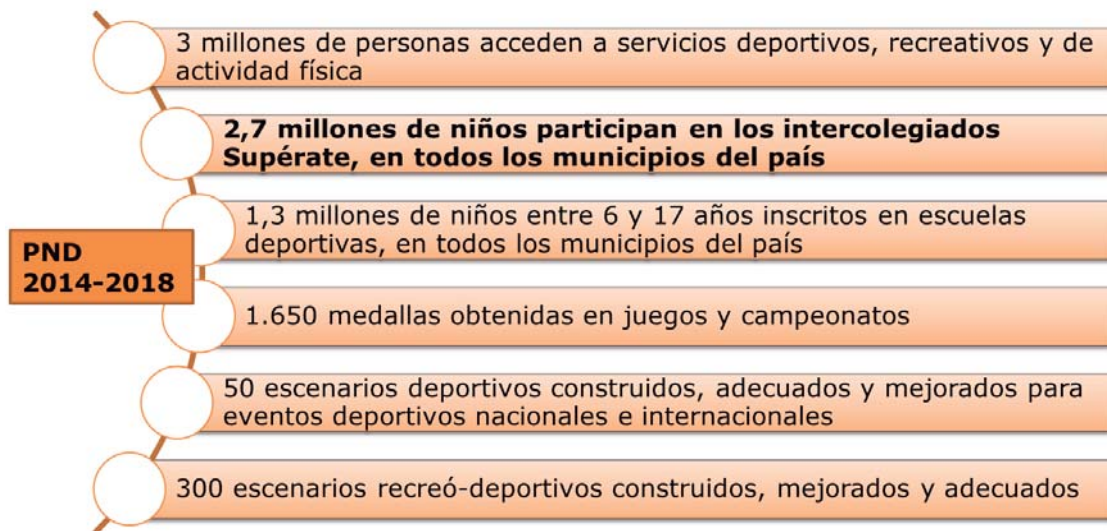 3 millones de personas acceden a servicios deportivos, recreativos y de
actividad física
2,7 millones de niños participan en los intercolegiados
Supérate, en todos los municipios del país
1,3 millones de niños entre 6 y 17 años inscritos en escuelas
deportivas, en todos los municipios del país
PND
2014-2018
1.650 medallas obtenidas en juegos y campeonatos
50 escenarios deportivos construidos, adecuados y mejorados para
eventos deportivos nacionales e internacionales
300 escenarios recreó-deportivos construidos, mejorados y adecuados